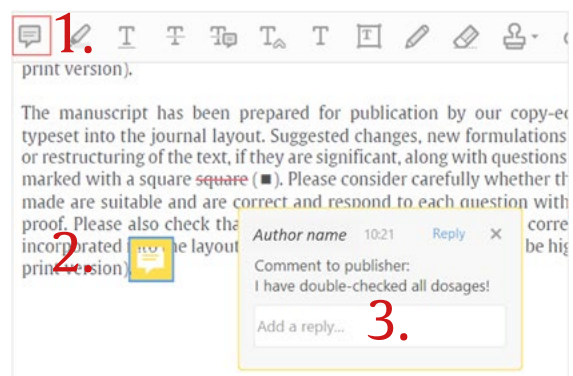 1.
print version).
The manuscript has been prepared for publication by our copy-e
typeset into the journal layout. Suggested changes, new formulations
or restructuring of the text, if they are significant, along with questions
marked with a square square (■). Please consider carefully whether th
made are suitable and are correct and respond to each question with
proof. Please also check tha corre
incorporated the layout be hig
2.
print version)
Author name 10:21 Reply ×
Comment to publisher:
I have double-checked all dosages!
Add a reply...
3.